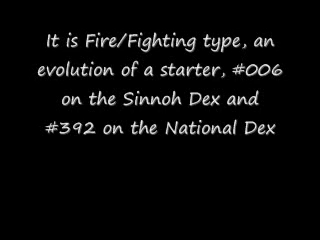 It is Fire/Fighting type, an
evolution of a starter, #006
on the Sinnoh Dex and
#392 on the National Dex